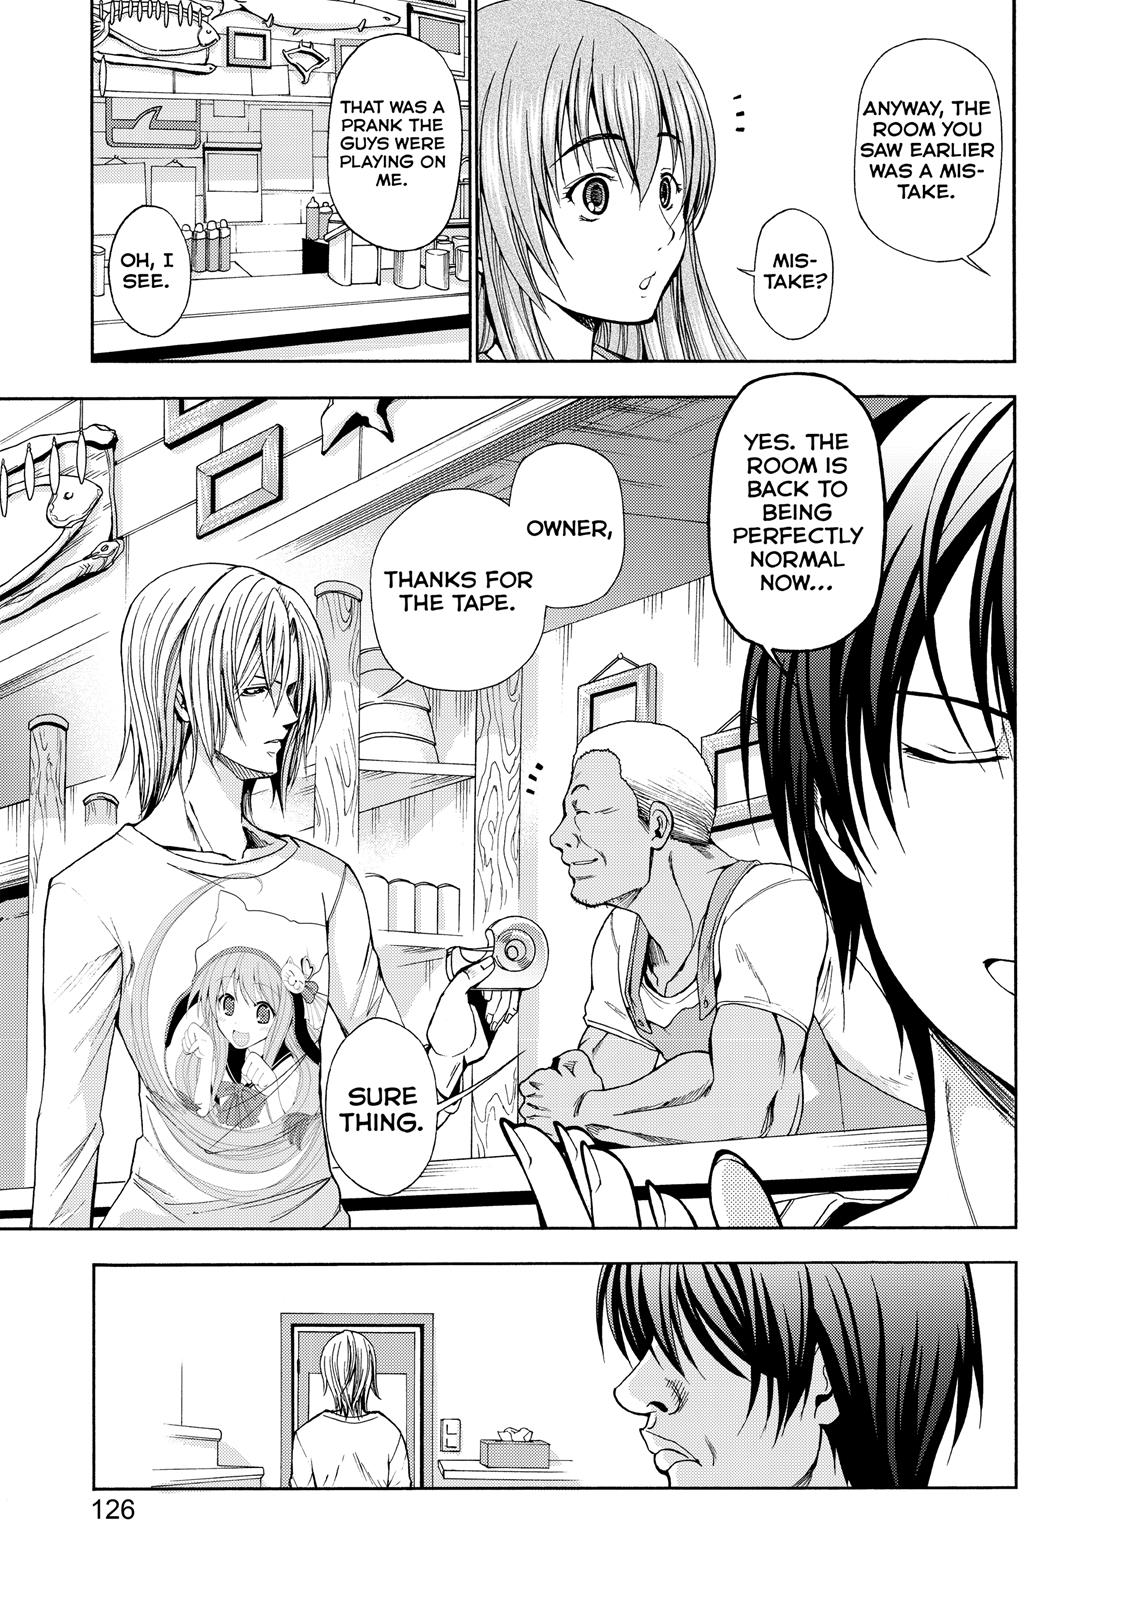 ANYWAY, THE
ROOM YOU
SAW EARLIER
WAS A MIS-
TAKE.
MIS-
TAKE?
THAT WAS A
PRANK THE
GUYS WERE
PLAYING ON
ME.
OH, I
SEE.
YES. THE
ROOM IS
BACK TO
BEING
PERFECTLY
NORMAL
NOW...
OWNER,
THANKS FOR
THE TAPE.
SURE
THING.
126